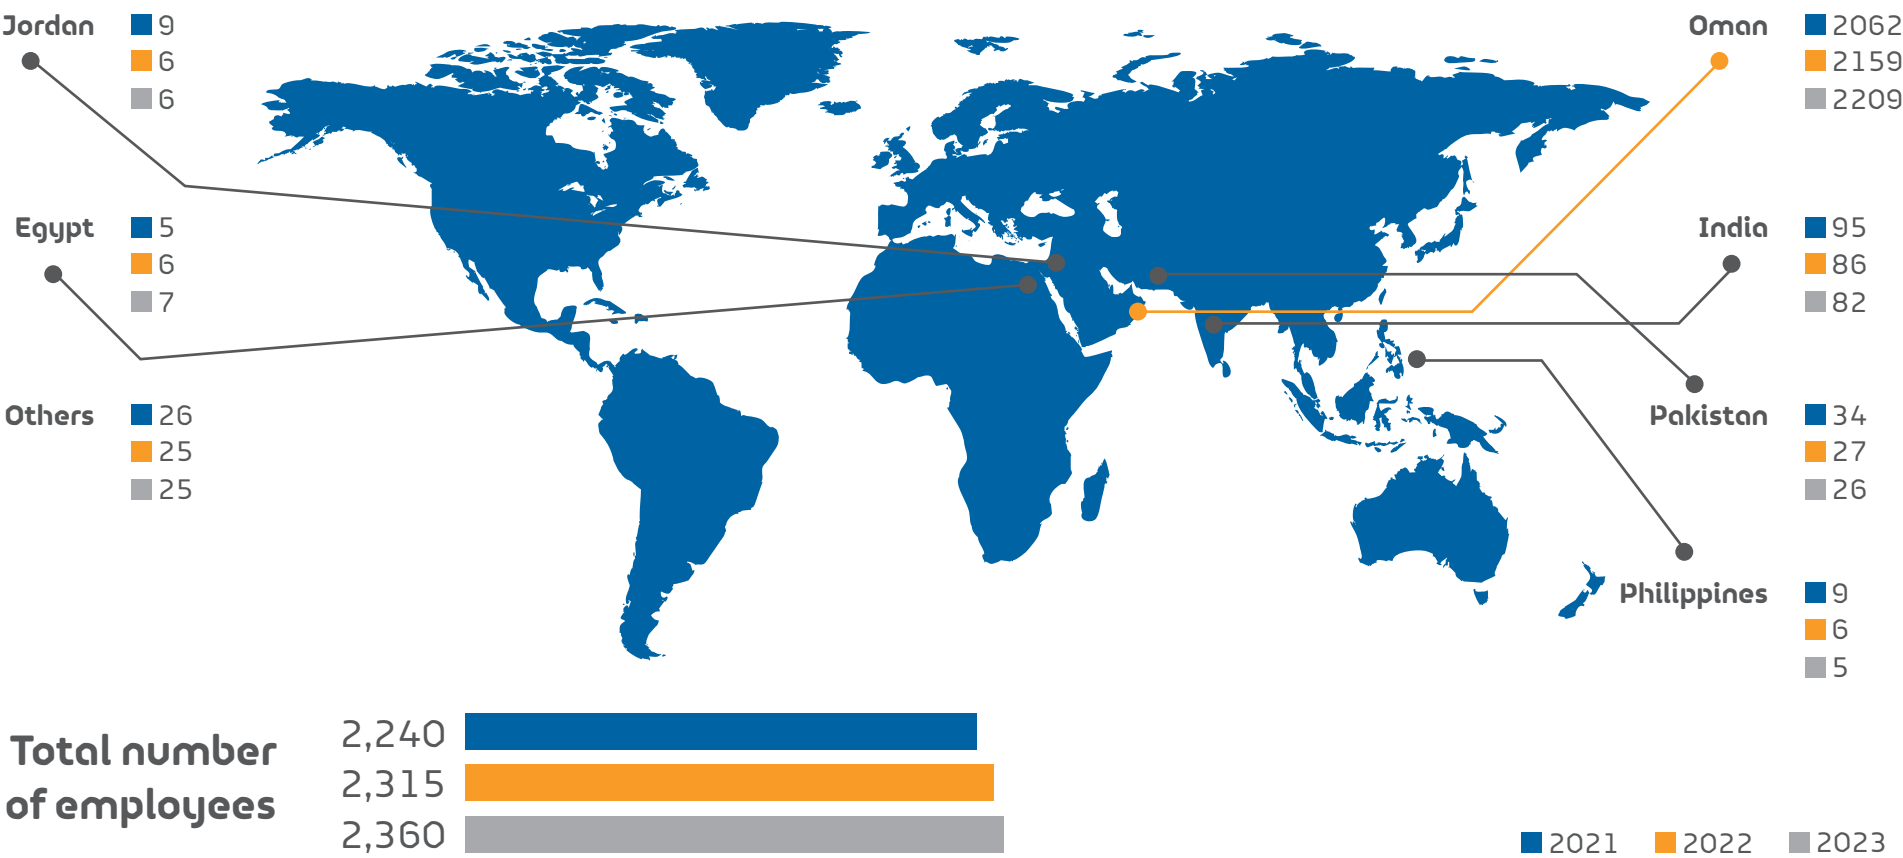 Jordan
9
6
6
Egypt
5
6
7
Others
26
25
25
Oman
2062
2159
2209
India
95
86
82
Pakistan
34
27
26
Philippines
9
6
5
Total number
of employees
2,240
2,315
2,360
2021 2022 2023